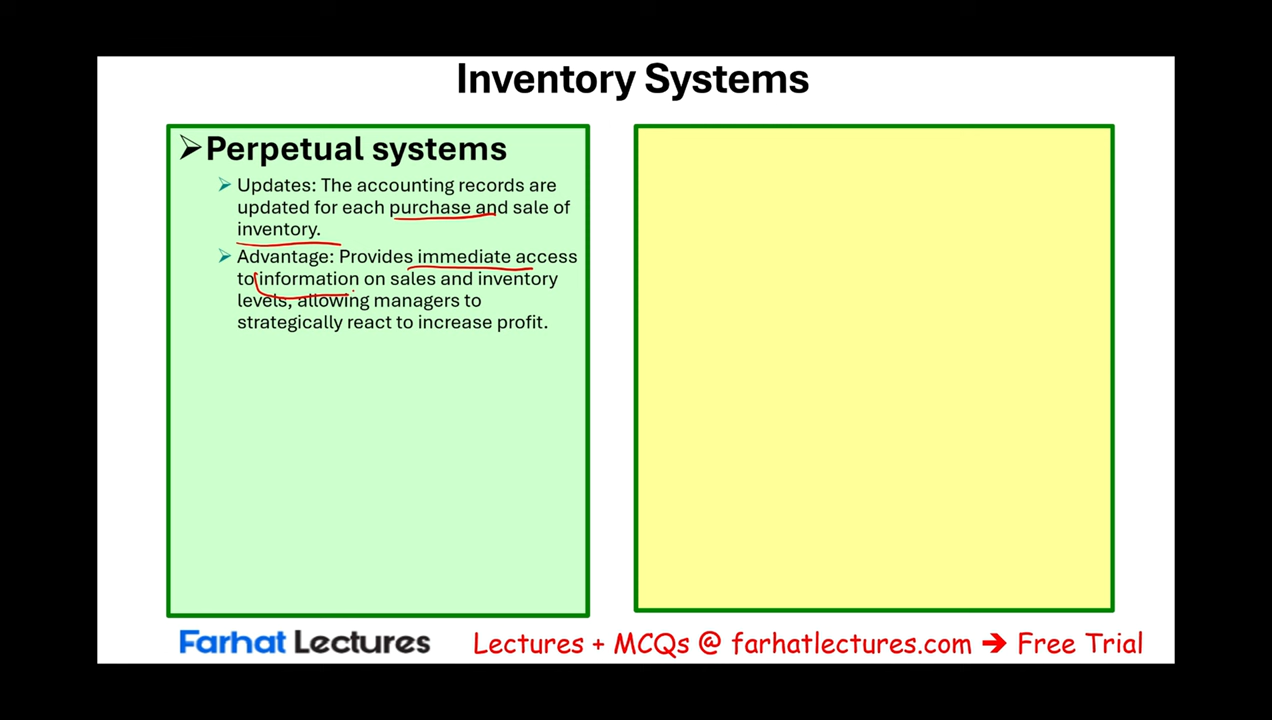 Inventory Systems
Perpetual systems
Updates: The accounting records are
updated for each purchase and sale of
inventory.
Advantage: Provides immediate access
to information on sales and inventory
levels, allowing managers to
strategically react to increase profit.
Farhat Lectures
Lectures + MCQs @ farhatlectures.com ➔ Free Trial